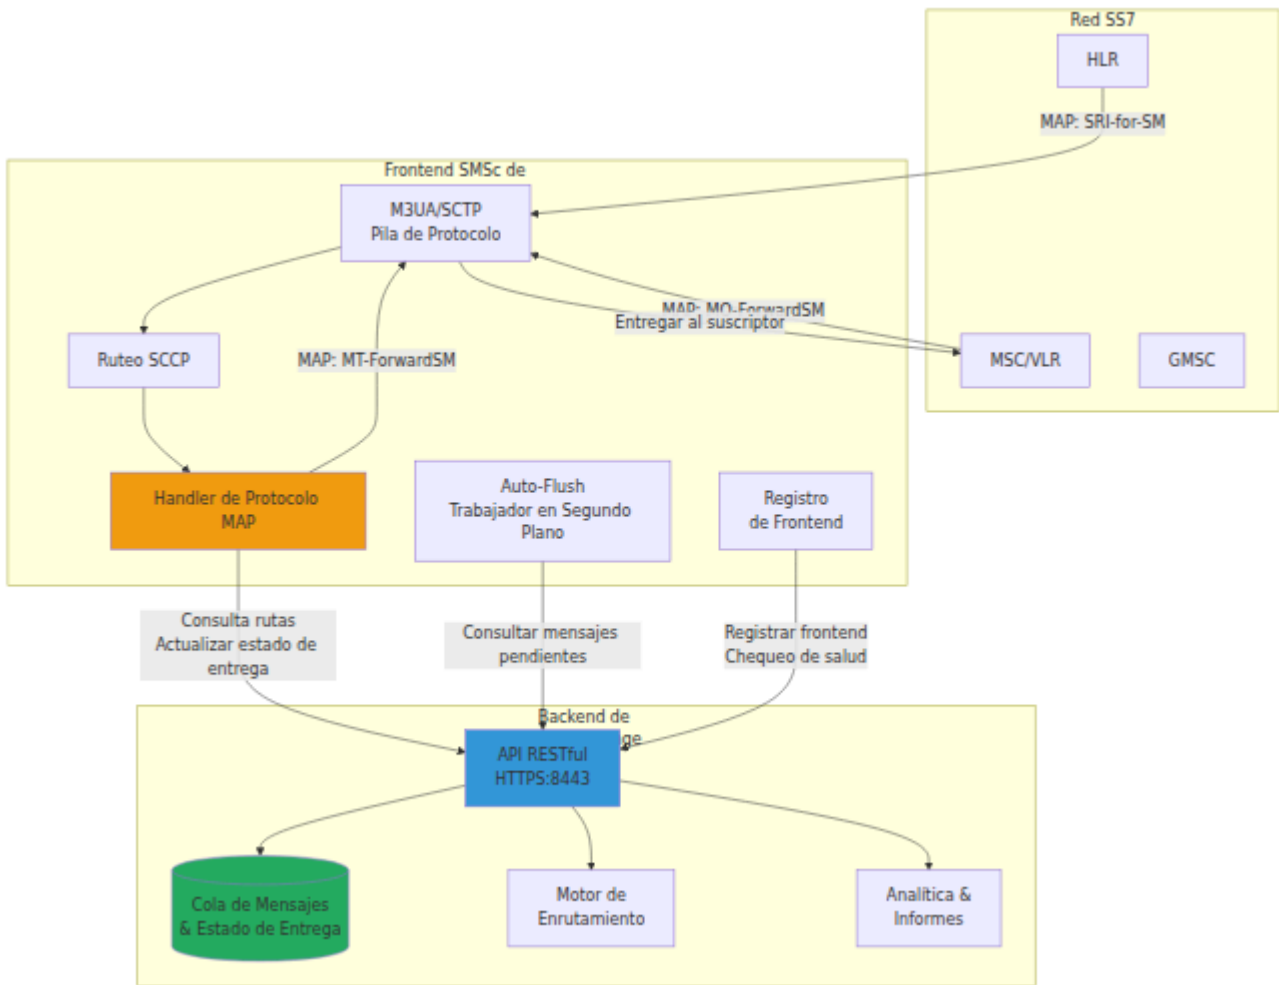 Red SS7
HLR
MAP: SRI-for-SM
Frontend SMSc de
M3UA/SCTP
Pila de Protocolo
MAP: MO-ForwardSM
Entregar al suscriptor
Ruteo SCCP
MAP: MT-ForwardSM
MSC/VLR
GMSC
Handler de Protocolo
MAP
Auto-Flush
Trabajador en Segundo
Plano
Registro
de Frontend
Consulta rutas
Actualizar estado de
entrega
Consultar mensajes
pendientes
Registrar frontend
Chequeo de salud
Backend de
API RESTful
HTTPS:8443
Cola de Mensajes
& Estado de Entrega
Motor de
Enrutamiento
Analítica &
Informes